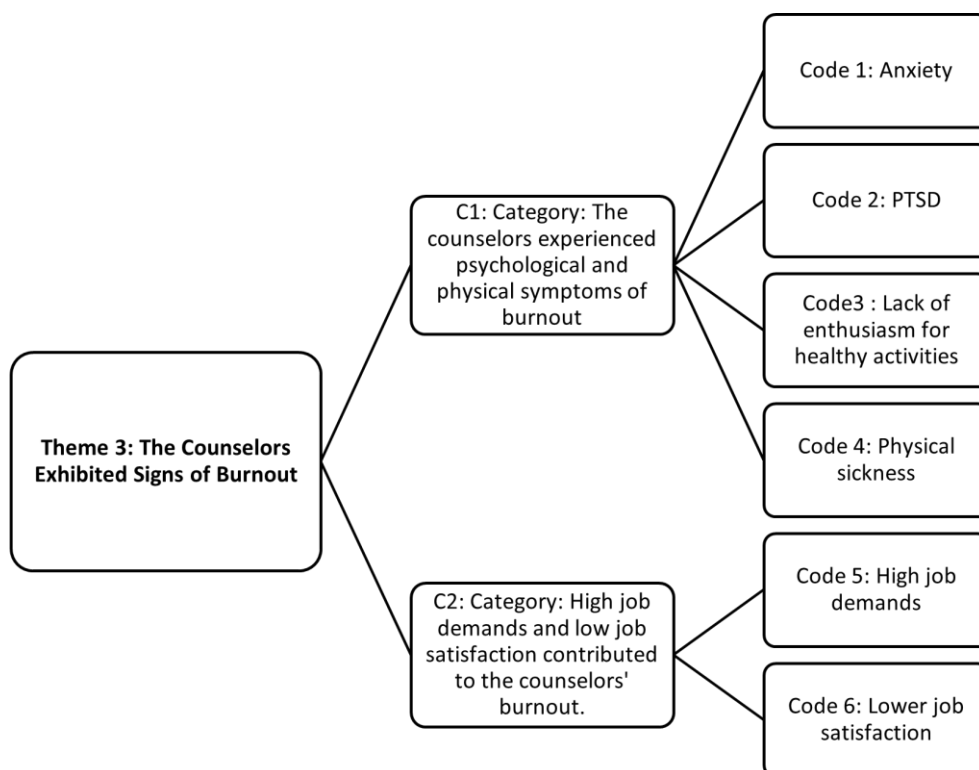 Theme 3: The Counselors
Exhibited Signs of Burnout
C1: Category: The
counselors experienced
psychological and
physical symptoms of
burnout
Code 1: Anxiety
Code 2: PTSD
Code3 : Lack of
enthusiasm for
healthy activities
Code 4: Physical
sickness
C2: Category: High job
demands and low job
satisfaction contributed
to the counselors'
burnout.
Code 5: High job
demands
Code 6: Lower job
satisfaction